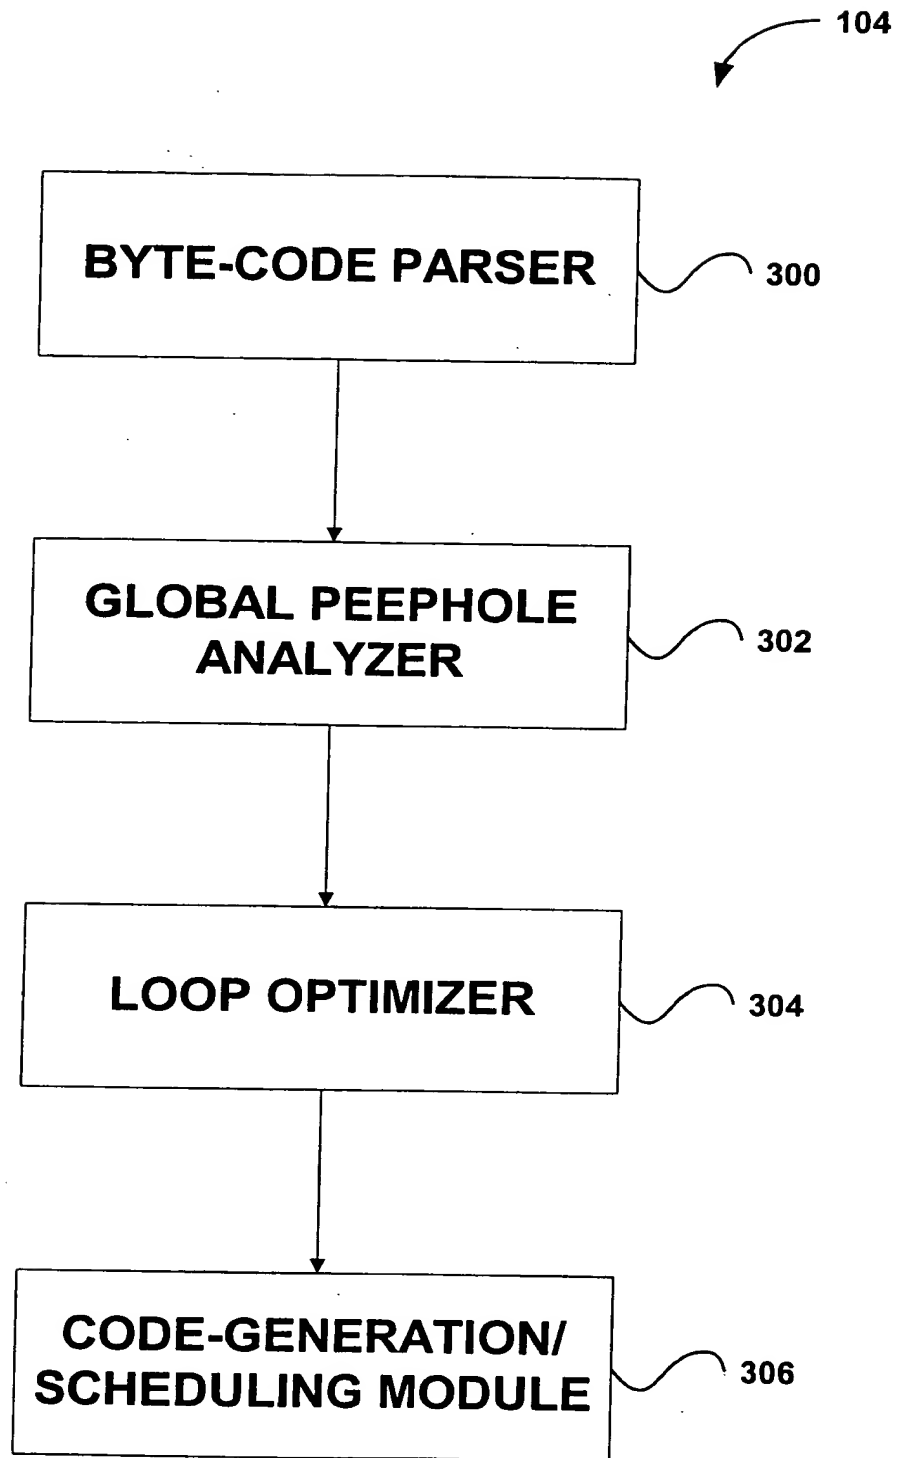 104
BYTE-CODE PARSER
300
GLOBAL PEEPHOLE
ANALYZER
302
LOOP OPTIMIZER
304
CODE-GENERATION/
SCHEDULING MODULE
306